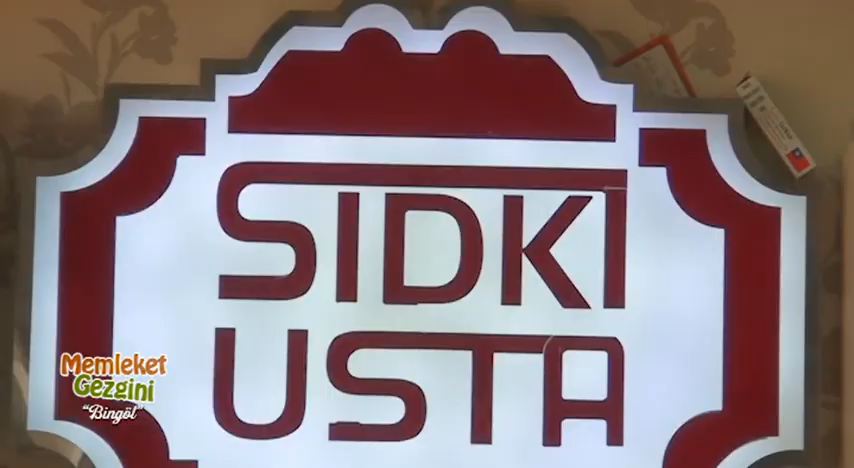 SIDKI
USTA
Memleket
Gezgini
"Bingöl"